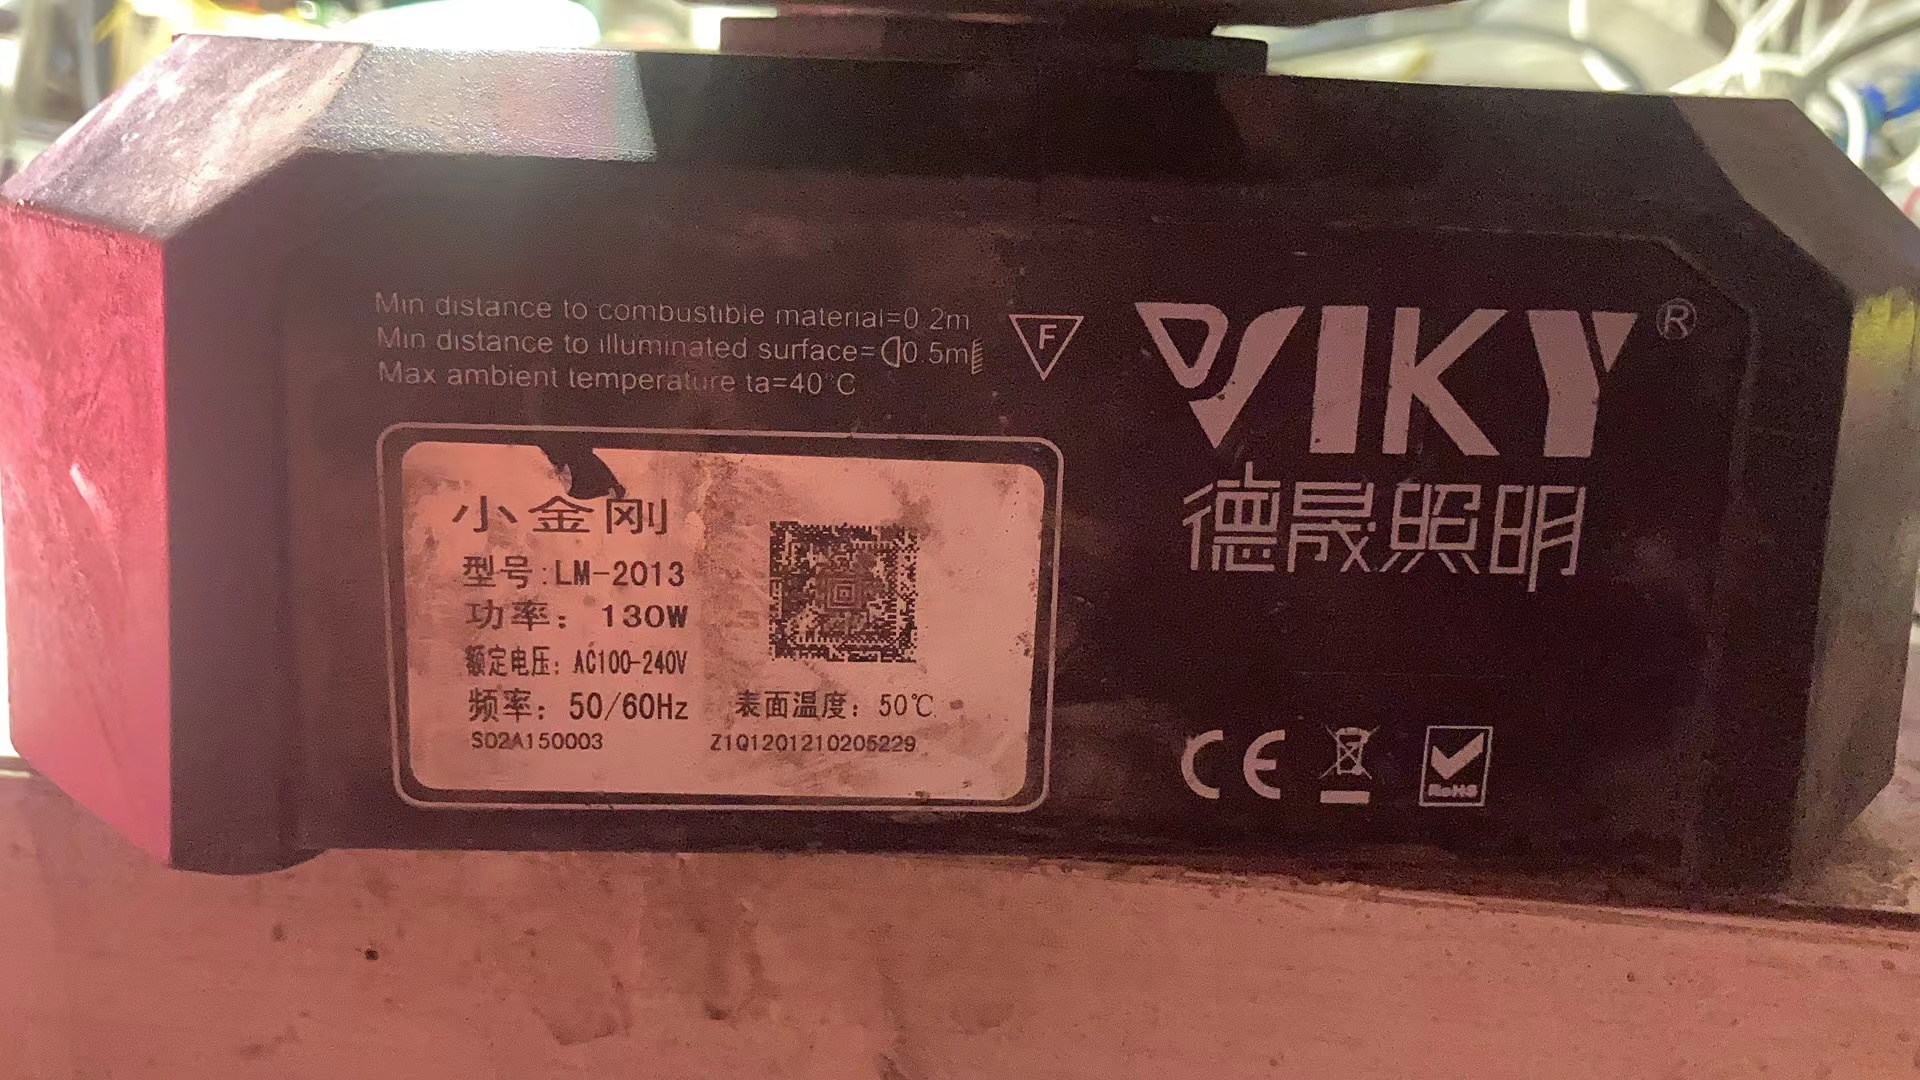 Min distance to combustible material=0.2m
Min distance to illuminated surface=0.5m
Max ambient temperature ta=40°C
F
VIKY®
德晟照明
小金刚
型号:LM-2013
功率: 130W
额定电压: AC100-240V
频率: 50/60Hz
表面温度: 50℃
S02A150003
Z1Q1201210205229
CE
RoHS